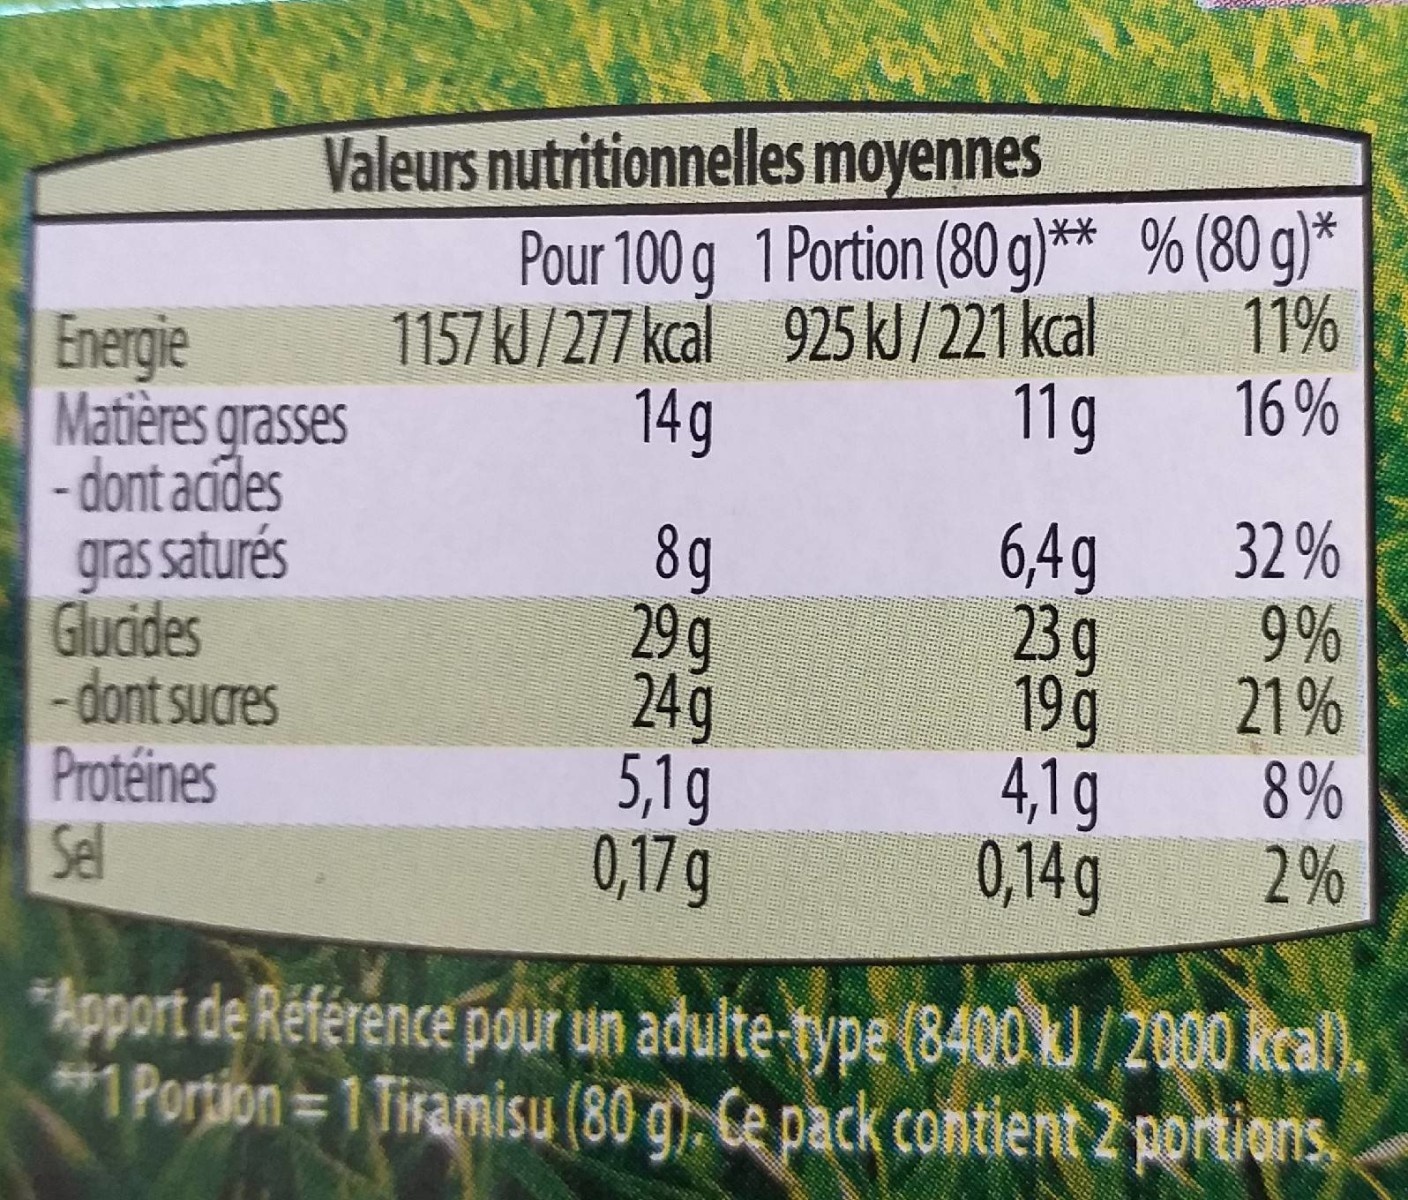 Valeurs nutritionnelles moyennes
Pour 100 g 1 Portion (80 g)** % (80 g)*
Energie 1157 kJ / 277 kcal 925 kJ / 221 kcal 11%
Matières grasses 14 g 11 g 16 %
- dont acides
gras saturés 8 g 6,4 g 32 %
Glucides 29 g 23 g 9 %
- dont sucres 24 g 19 g 21 %
Protéines 5,1 g 4,1 g 8 %
Sel 0,17 g 0,14 g 2 %
*Apport de Référence pour un adulte-type (8400 kJ / 2000 kcal).
**1 Portion = 1 Tiramisu (80 g). Ce pack contient 2 portions.